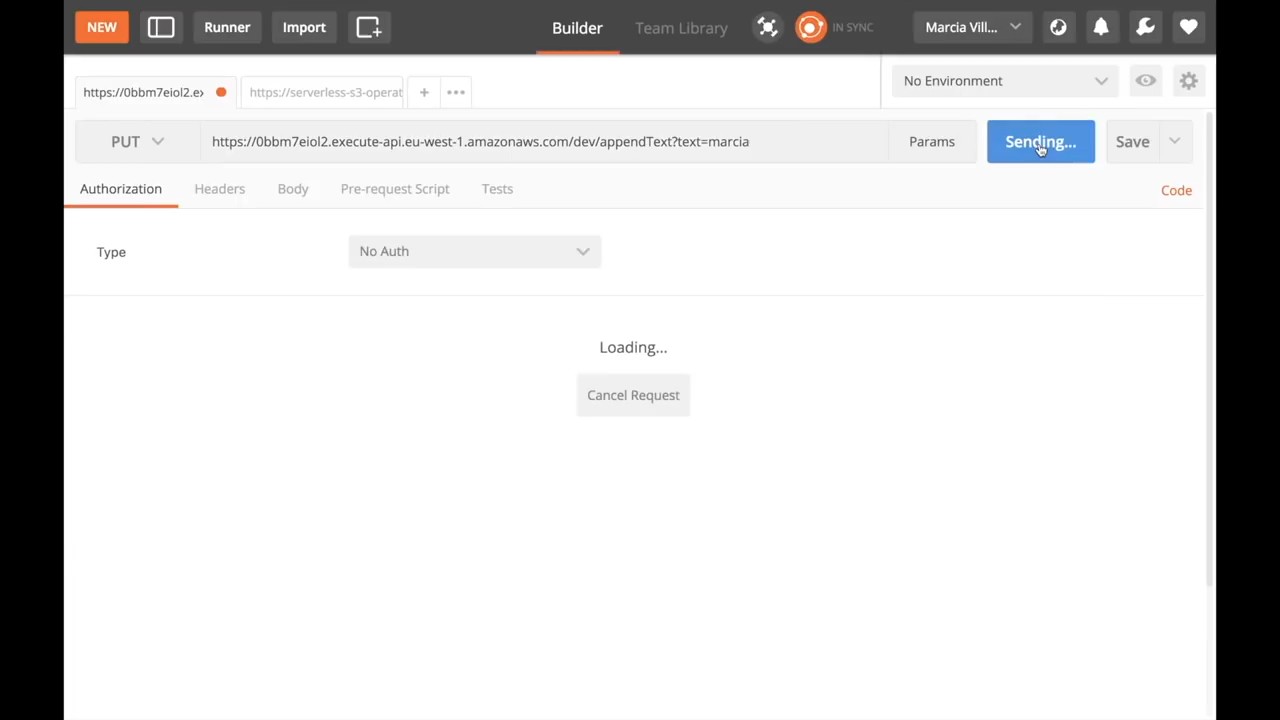 NEW Runner Import Builder Team Library IN SYNC Marcia Vill...
https://0bbm7eiol2.ex https://serverless-s3-operat + ••• No Environment
PUT https://0bbm7eiol2.execute-api.eu-west-1.amazonaws.com/dev/appendText?text=marcia Params Sending... Save
Authorization Headers Body Pre-request Script Tests Code
Type No Auth
Loading...
Cancel Request